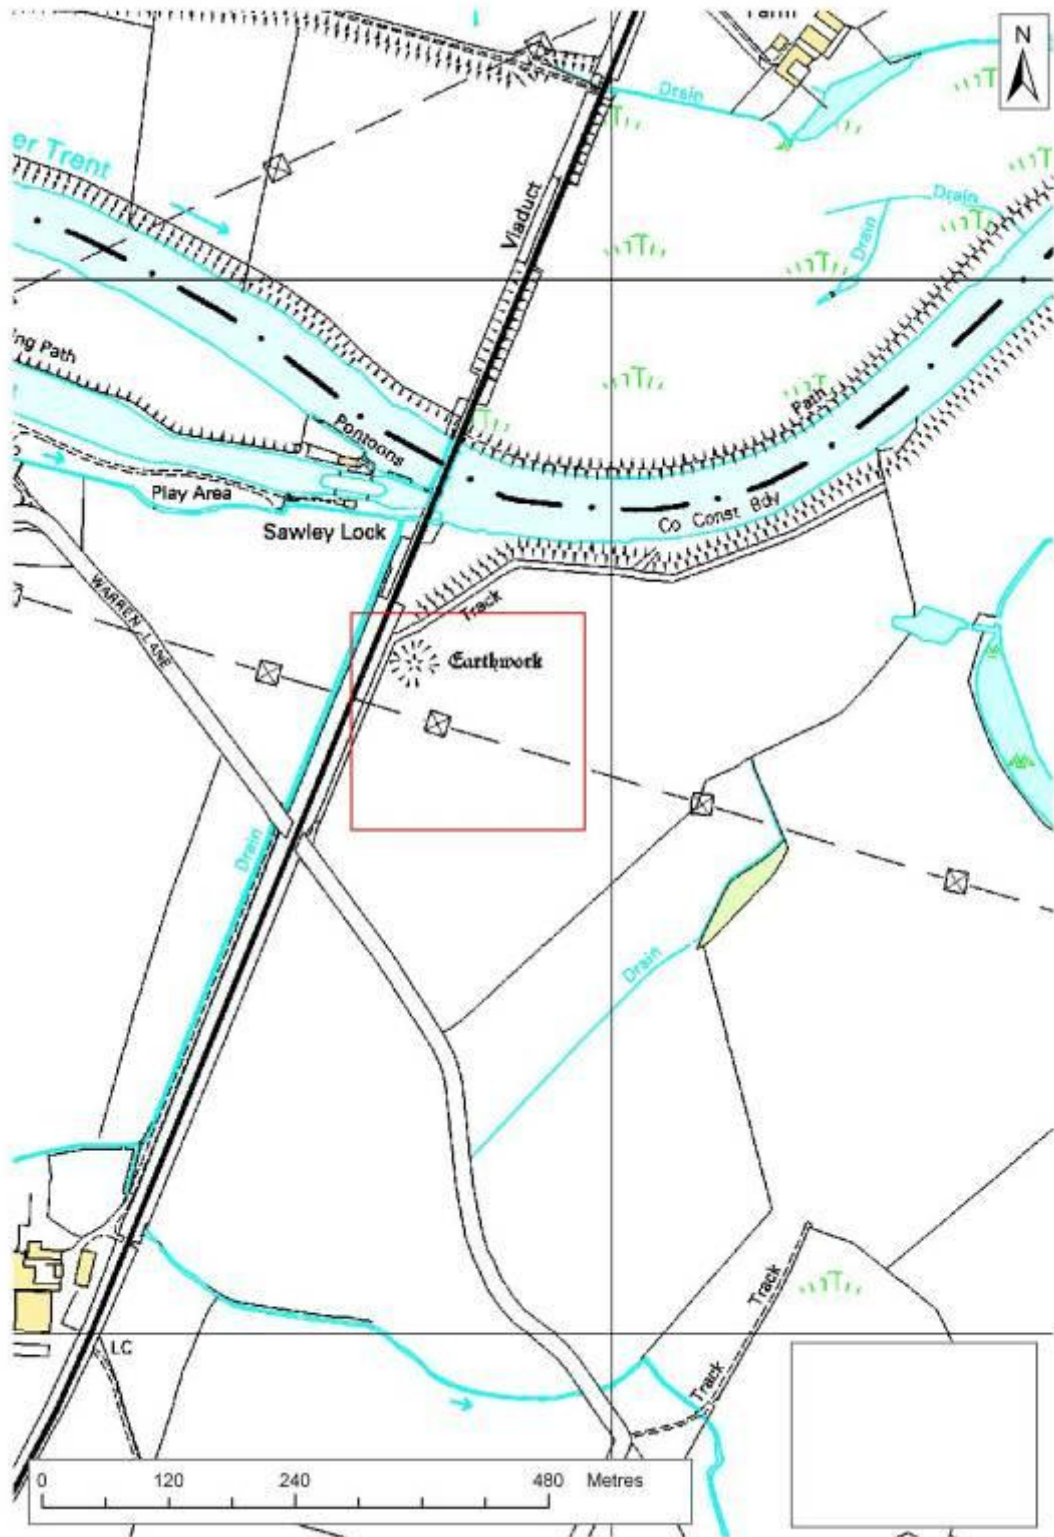 Farm
N
Drain
er Trent
Viaduct
Drain
Drain
ing Path
Path
Pontoons
Play Area
Co Const Bdy
Sawley Lock
WARREN LANE
Track
Earthwork
Drain
Drain
Track
Track
LC
0 120 240 480 Metres